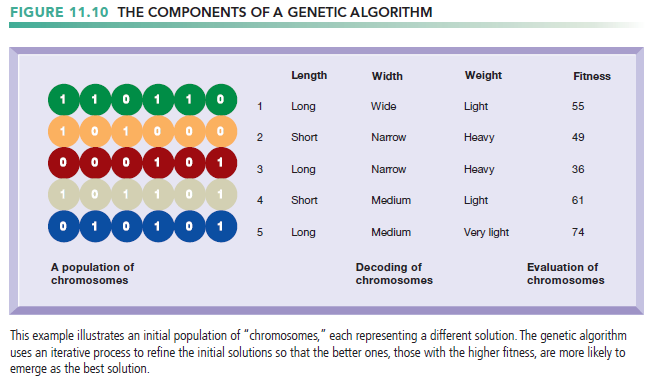 FIGURE 11.10 THE COMPONENTS OF A GENETIC ALGORITHM
Length Width Weight Fitness
1 1 0 1 1 0 1 Long Wide Light 55
1 0 1 0 0 0 2 Short Narrow Heavy 49
0 0 0 1 0 1 3 Long Narrow Heavy 36
1 0 1 1 0 1 4 Short Medium Light 61
0 1 0 1 0 1 5 Long Medium Very light 74
A population of
chromosomes
Decoding of
chromosomes
Evaluation of
chromosomes
This example illustrates an initial population of “chromosomes,” each representing a different solution. The genetic algorithm
uses an iterative process to refine the initial solutions so that the better ones, those with the higher fitness, are more likely to
emerge as the best solution.